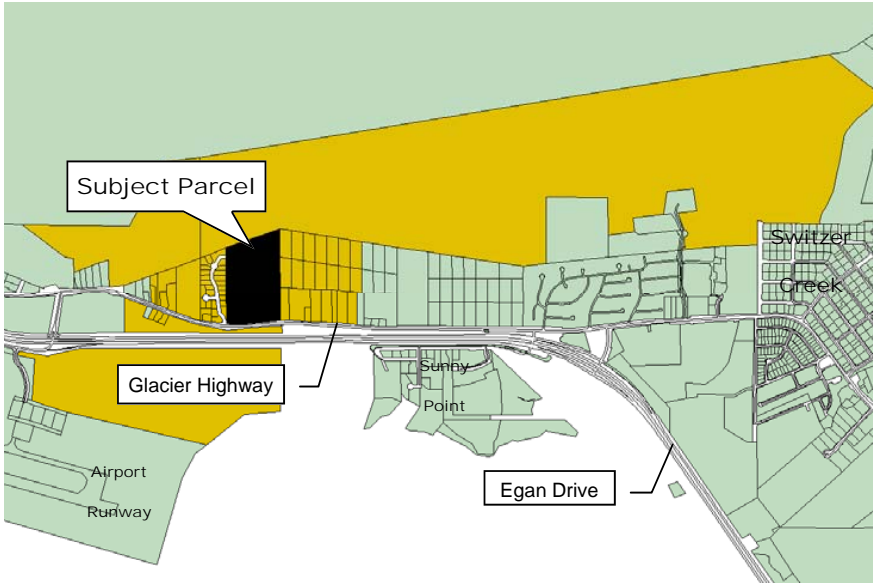 Subject Parcel
Switzer
Creek
Glacier Highway
Sunny
Point
Airport
Runway
Egan Drive